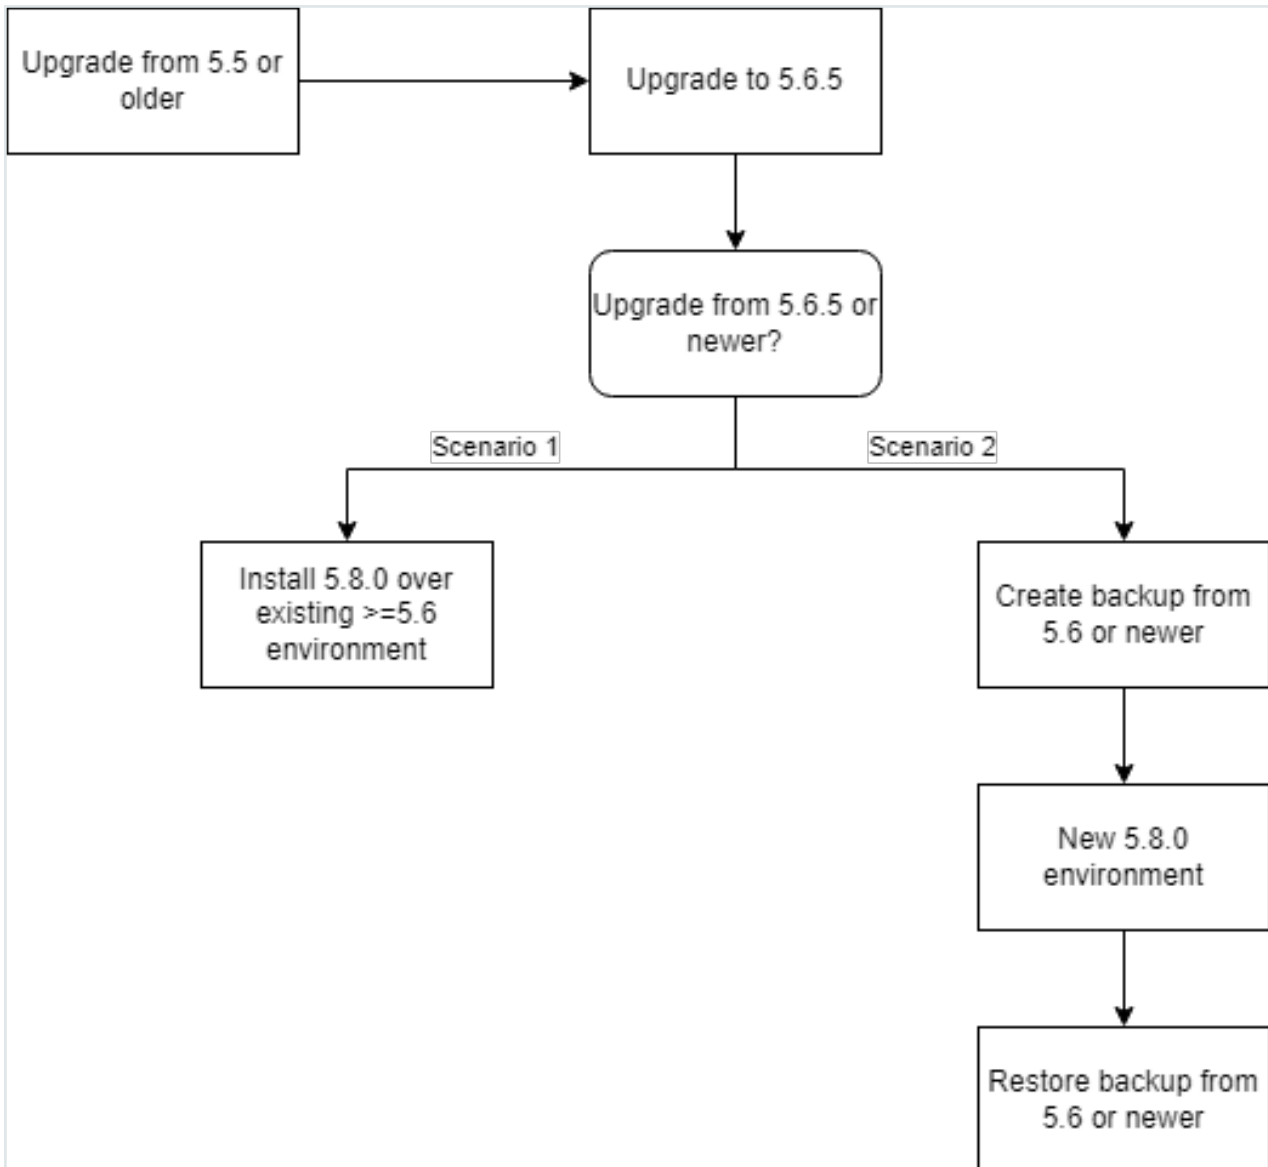 Upgrade from 5.5 or
older
Upgrade to 5.6.5
Upgrade from 5.6.5 or
newer?
Scenario 1
Scenario 2
Install 5.8.0 over
existing >=5.6
environment
Create backup from
5.6 or newer
New 5.8.0
environment
Restore backup from
5.6 or newer